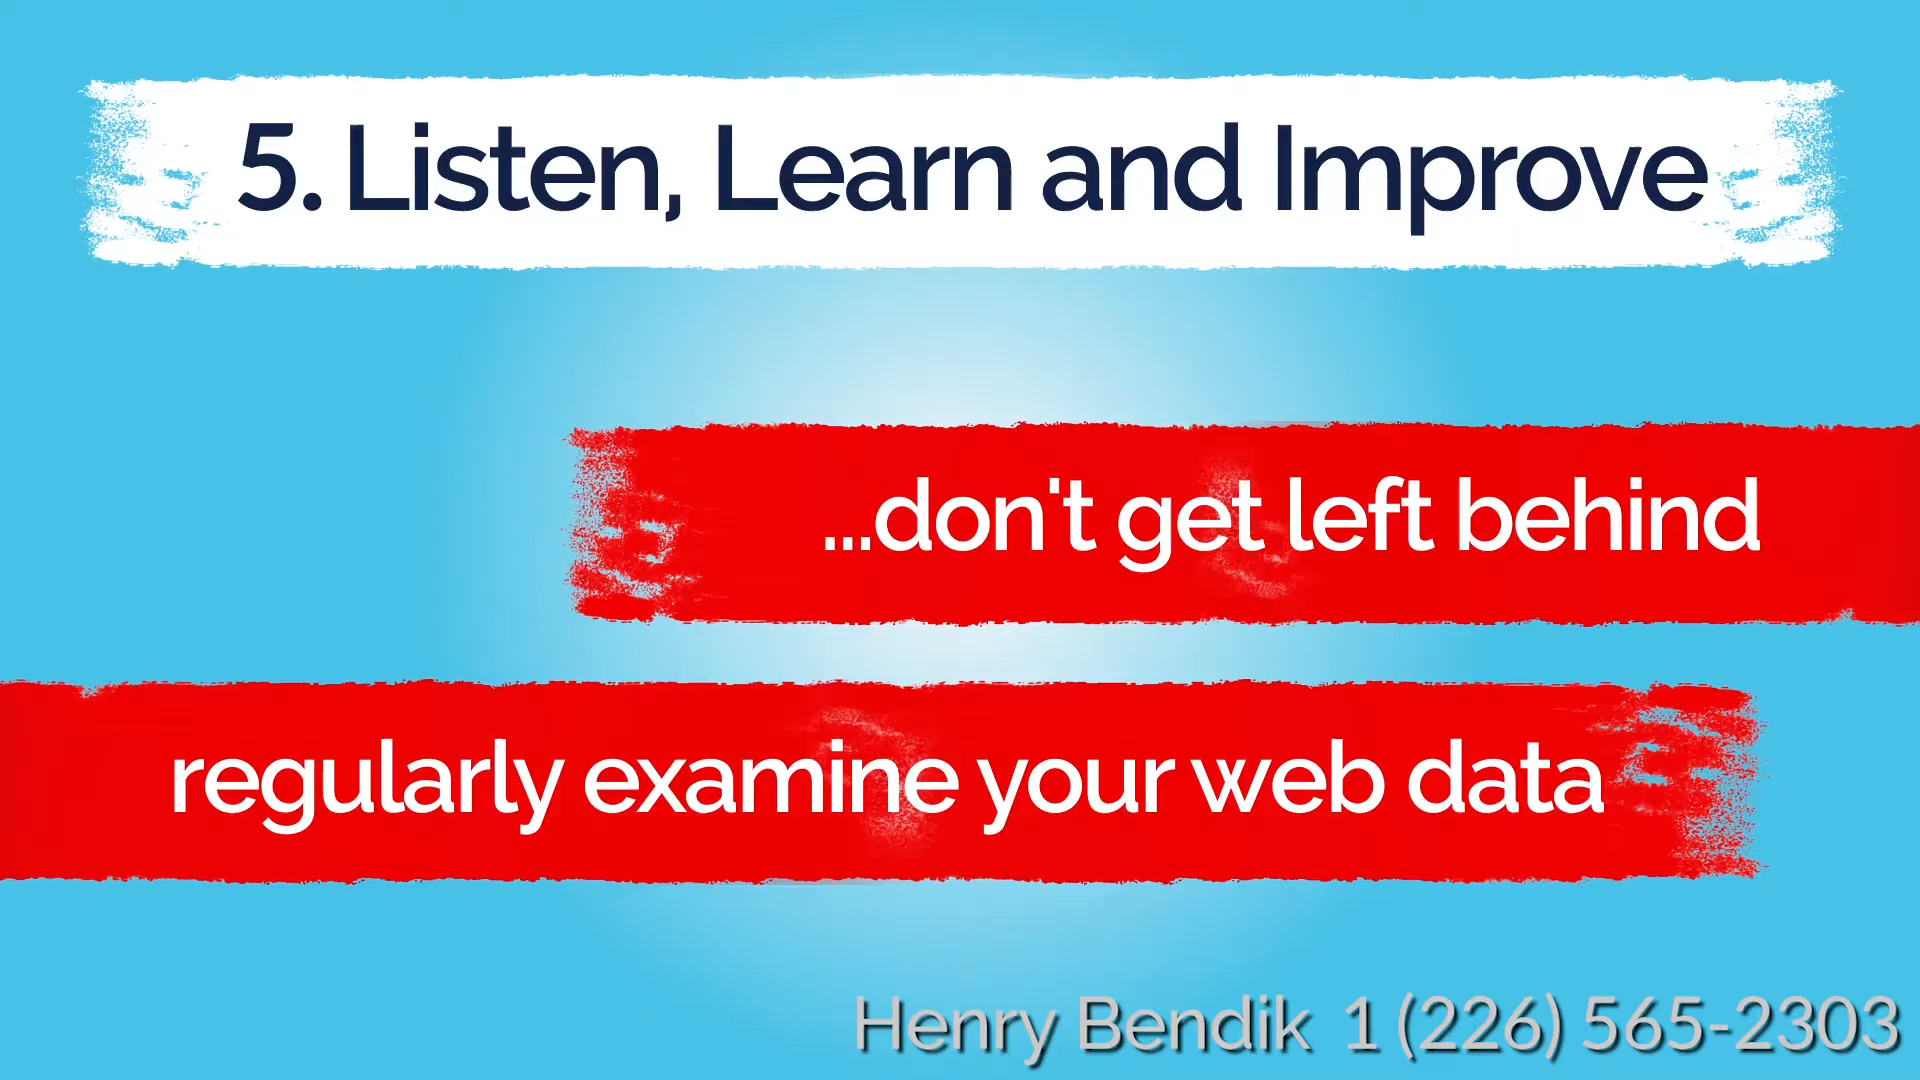 5. Listen, Learn and Improve
...don't get left behind
regularly examine your web data
Henry Bendik  1 (226) 565-2303